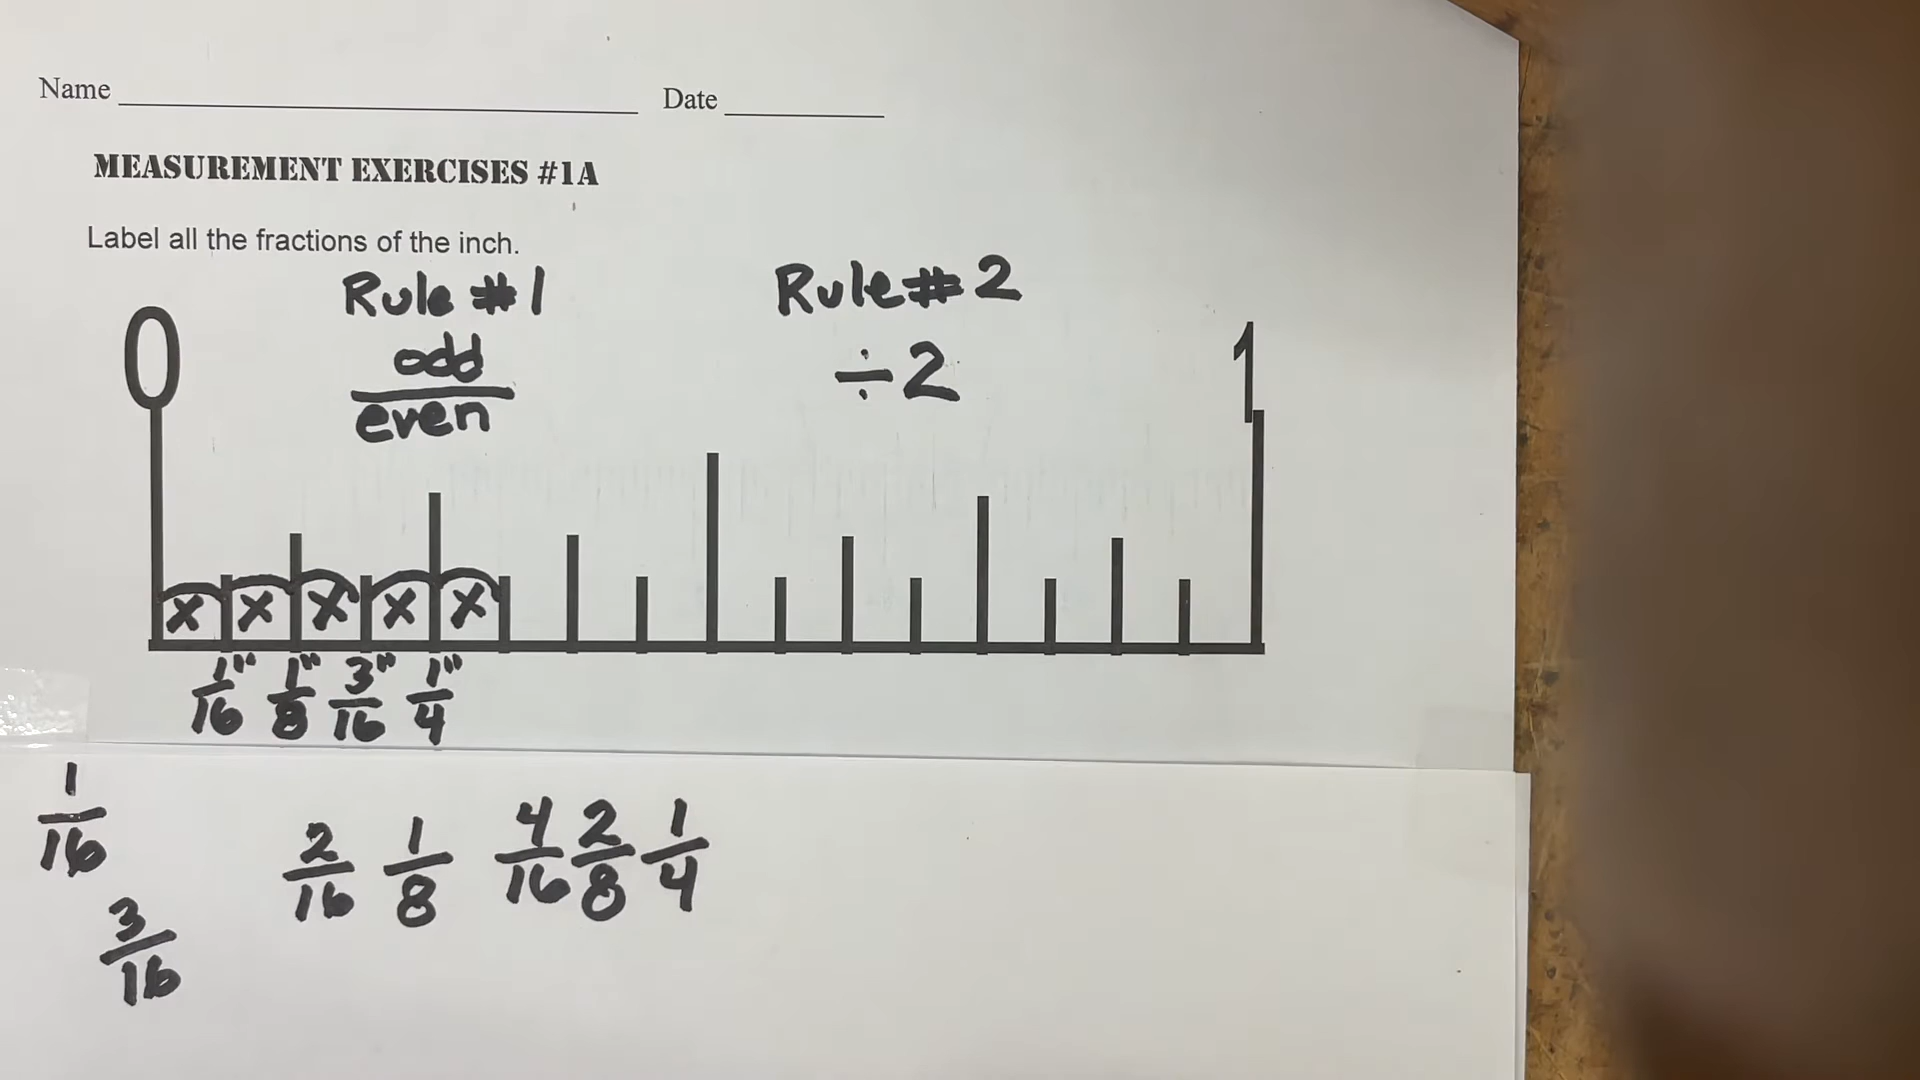 Name Date
MEASUREMENT EXERCISES #1A
Label all the fractions of the inch.
Rule #1 Rule #2
odd/even ÷2
0 1
x x x x x
1/16" 1/8" 3/16" 1/4"
1/16 2/16 1/8 4/16 2/8 1/4
3/16